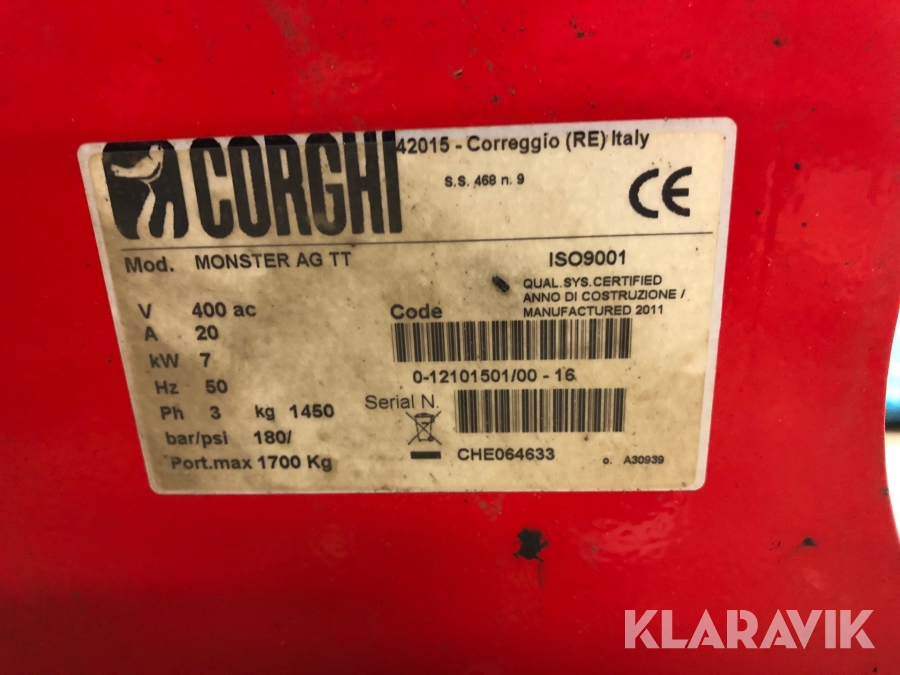 CORGHI
42015 - Correggio (RE) Italy
S.S. 468 n. 9
CE
Mod. MONSTER AG TT
ISO9001
QUAL.SYS.CERTIFIED
ANNO DI COSTRUZIONE /
MANUFACTURED 2011
V 400 ac
A 20
kW 7
Hz 50
Ph 3 kg 1450
bar/psi 180/
Port.max 1700 Kg
Code
0-12101501/00 - 16
Serial N.
CHE064633
o. A30939
KLARAVIK